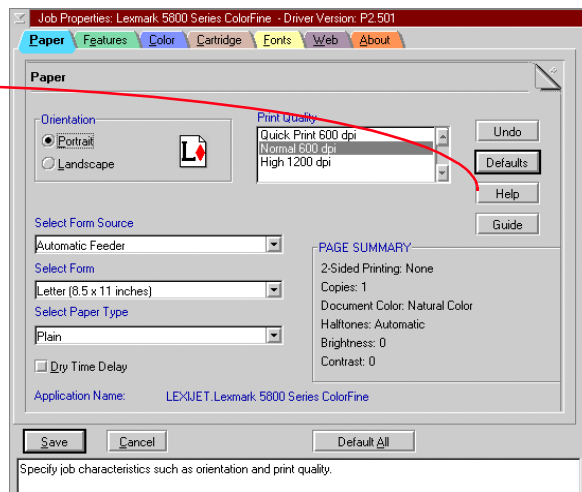 Job Properties: Lexmark 5800 Series ColorFine - Driver Version: P2.501
Paper Features Color Cartridge Fonts Web About
Paper
Orientation
Portrait
Landscape
L
Print Quality
Quick Print 600 dpi
Normal 600 dpi
High 1200 dpi
Undo
Defaults
Help
Guide
Select Form Source
Automatic Feeder
Select Form
Letter (8.5 x 11 inches)
Select Paper Type
Plain
Dry Time Delay
PAGE SUMMARY
2-Sided Printing: None
Copies: 1
Document Color: Natural Color
Halftones: Automatic
Brightness: 0
Contrast: 0
Application Name: LEXIJET.Lexmark 5800 Series ColorFine
Save Cancel Default All
Specify job characteristics such as orientation and print quality.